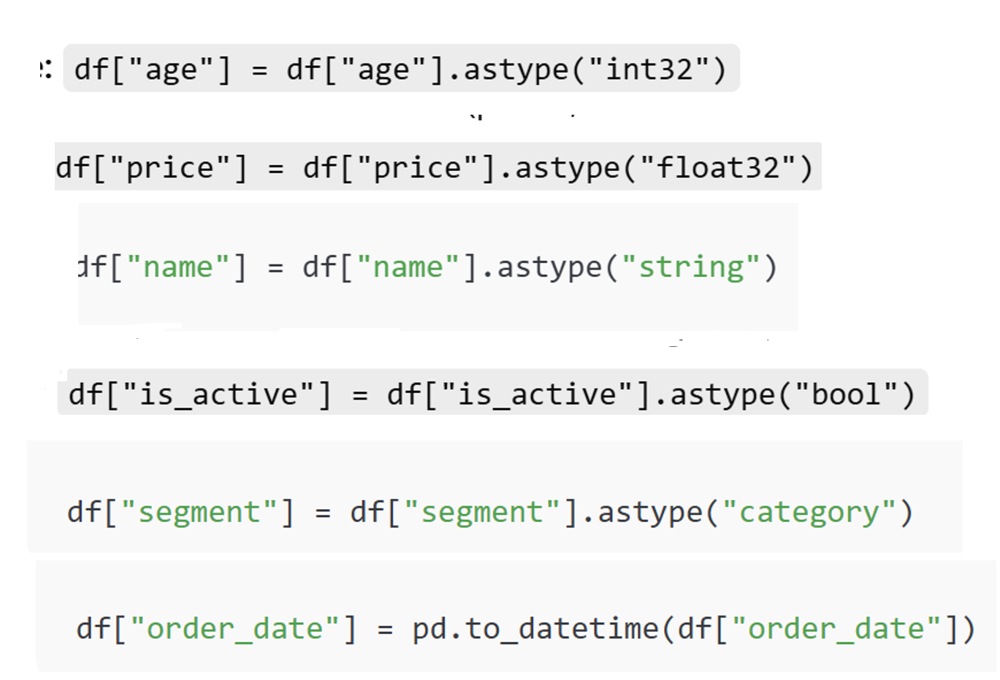 : df["age"] = df["age"].astype("int32")
df["price"] = df["price"].astype("float32")
df["name"] = df["name"].astype("string")
df["is_active"] = df["is_active"].astype("bool")
df["segment"] = df["segment"].astype("category")
df["order_date"] = pd.to_datetime(df["order_date"])